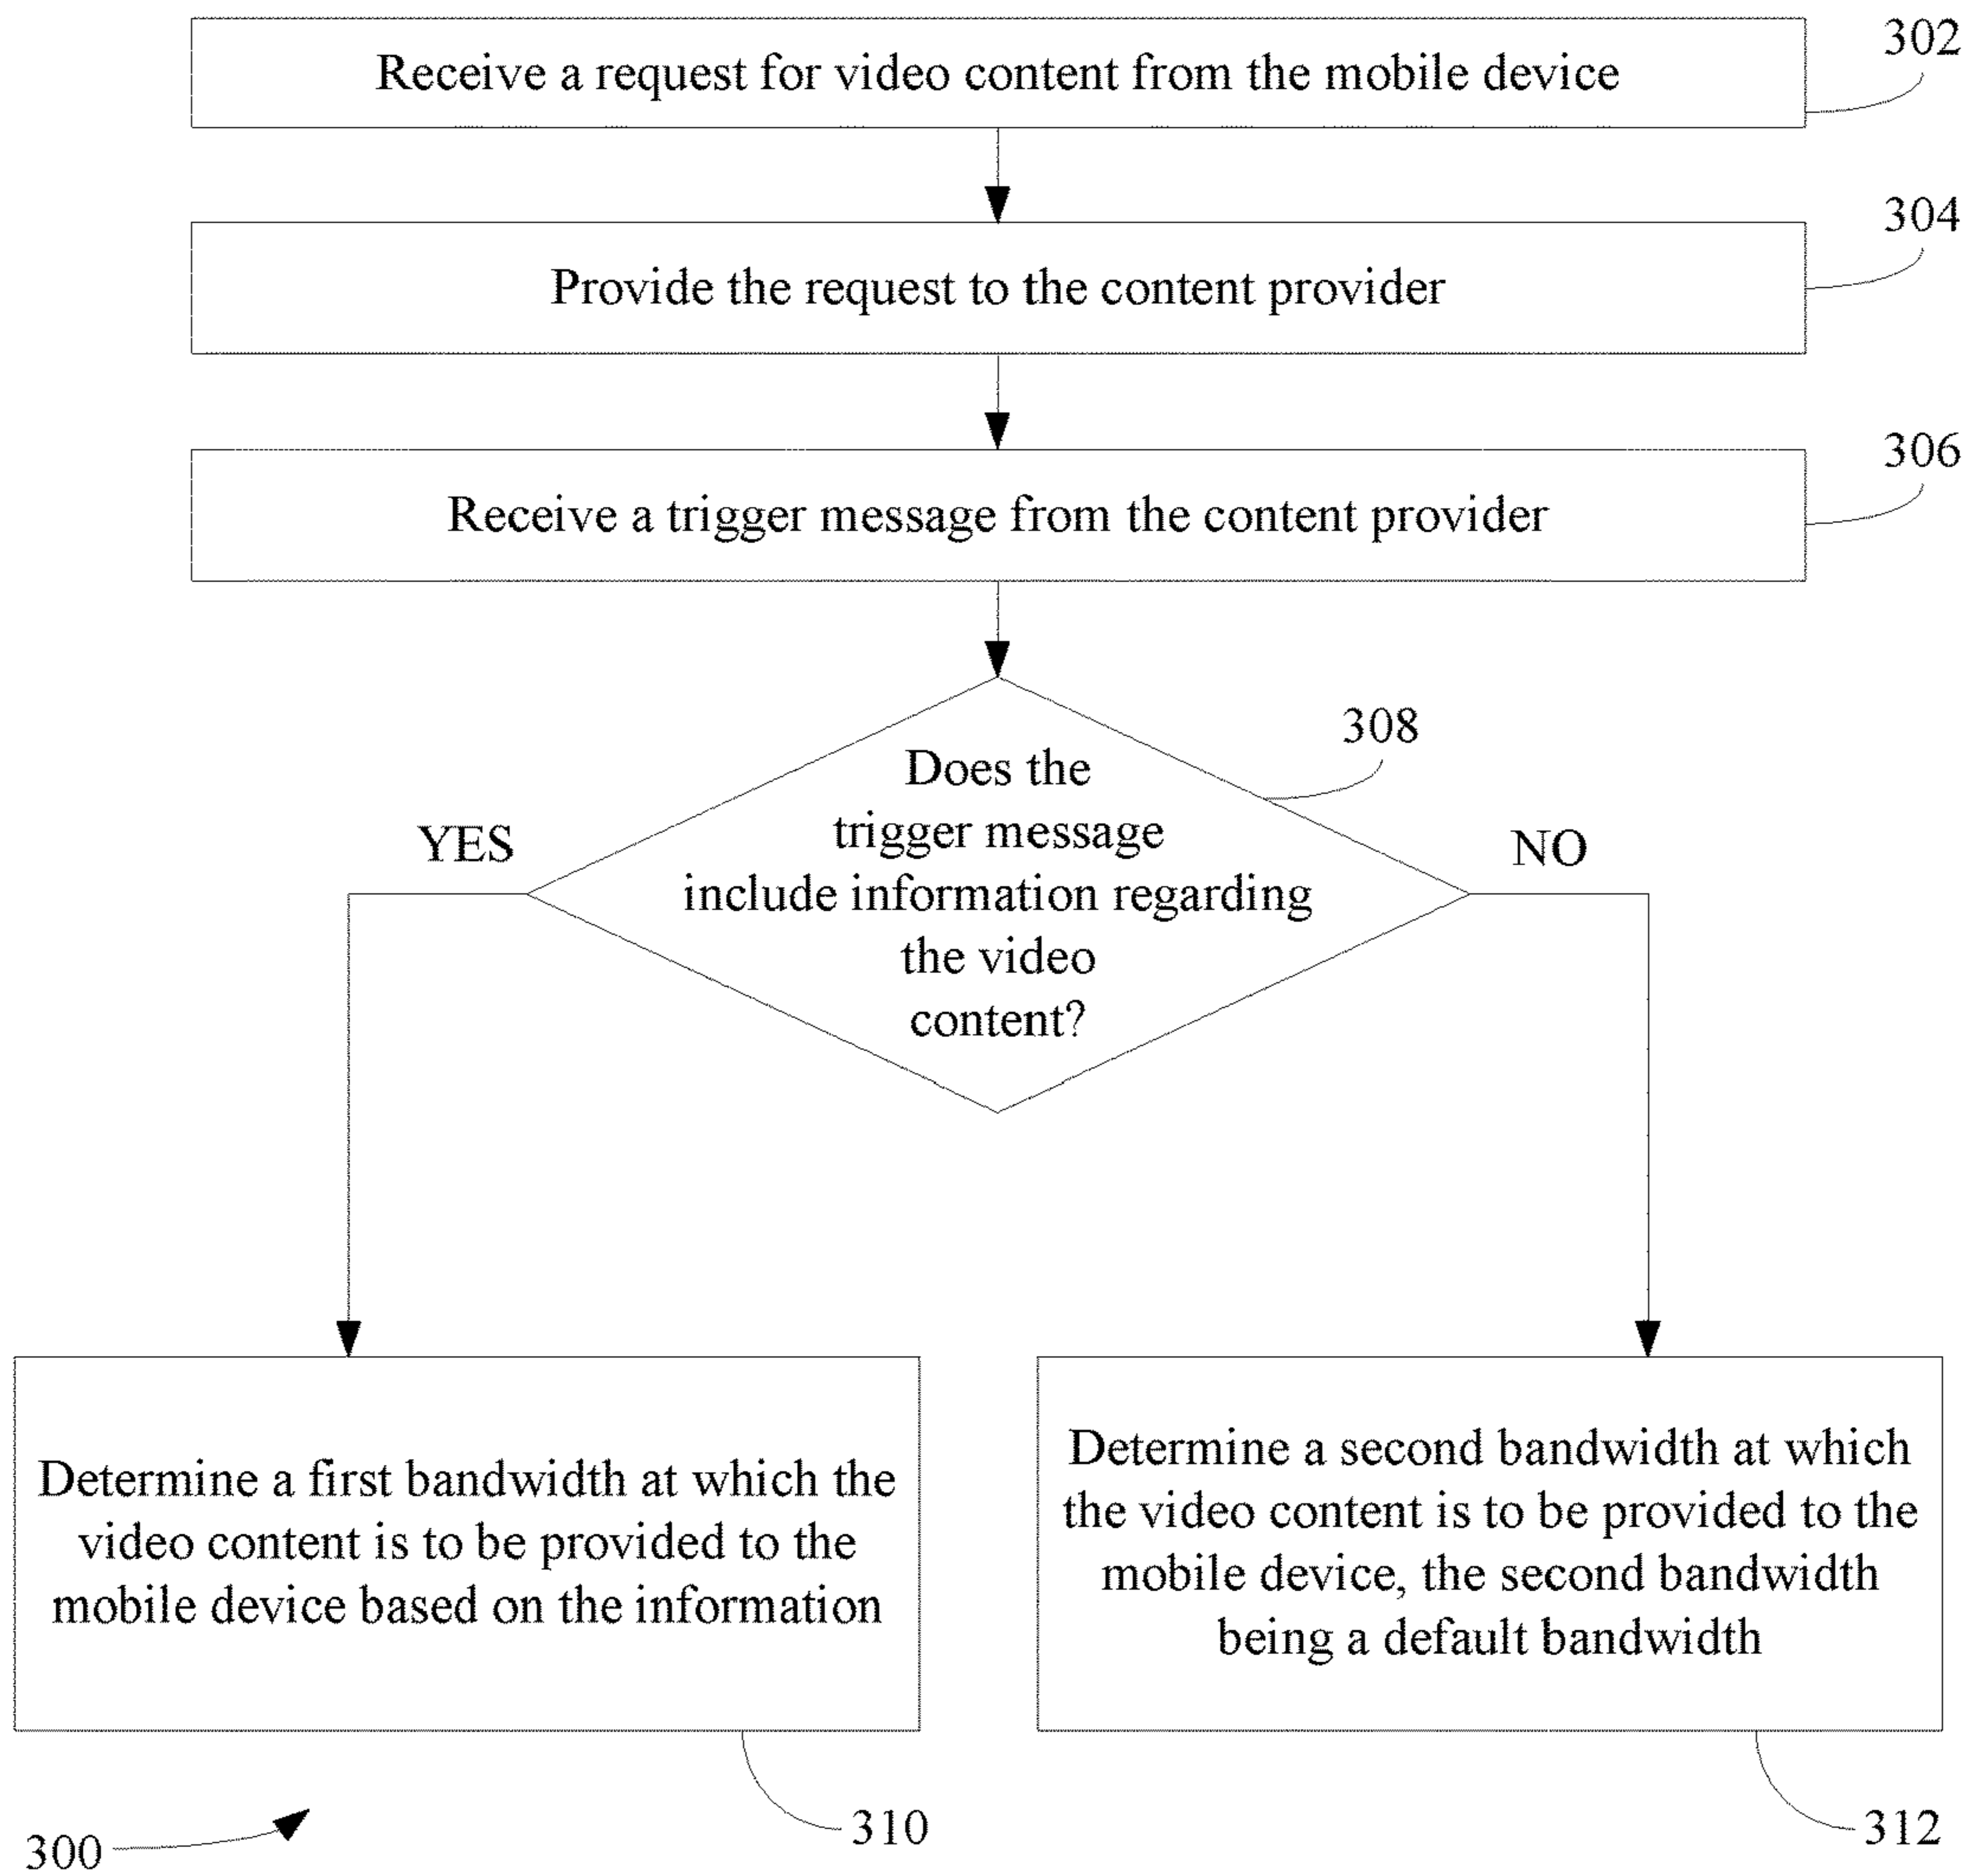 302
Receive a request for video content from the mobile device
304
Provide the request to the content provider
306
Receive a trigger message from the content provider
308
Does the
trigger message
include information regarding
the video
content?
YES
NO
Determine a first bandwidth at which the
video content is to be provided to the
mobile device based on the information
Determine a second bandwidth at which
the video content is to be provided to the
mobile device, the second bandwidth
being a default bandwidth
300
310
312